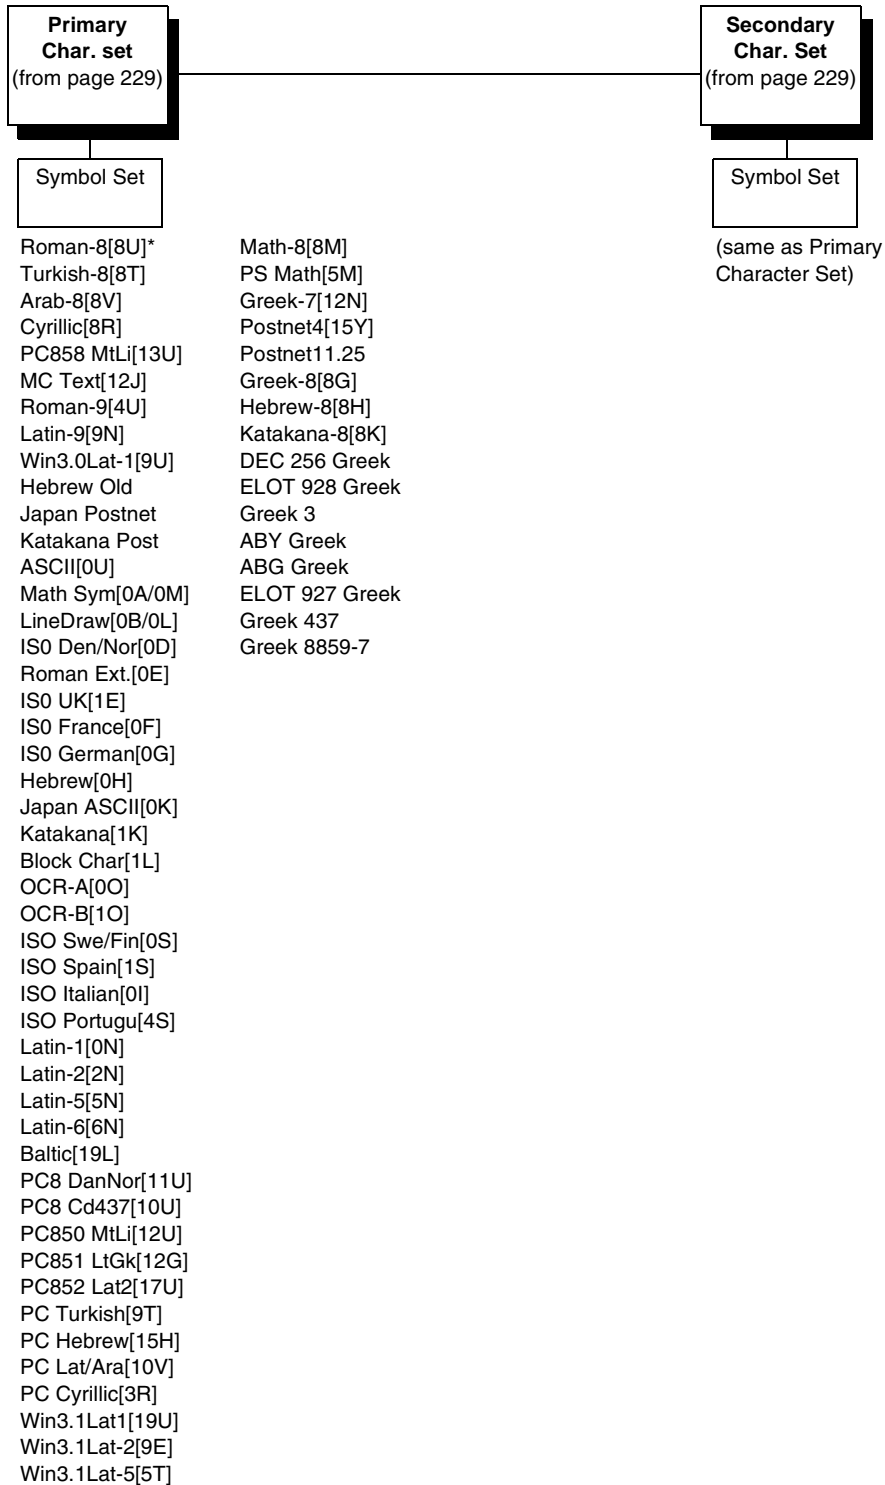 Primary
Char. set
(from page 229)
Secondary
Char. Set
(from page 229)
Symbol Set
Symbol Set
Roman-8[8U]*
Turkish-8[8T]
Arab-8[8V]
Cyrillic[8R]
PC858 MtLi[13U]
MC Text[12J]
Roman-9[4U]
Latin-9[9N]
Win3.0Lat-1[9U]
Hebrew Old
Japan Postnet
Katakana Post
ASCII[0U]
Math Sym[0A/0M]
LineDraw[0B/0L]
IS0 Den/Nor[0D]
Roman Ext.[0E]
IS0 UK[1E]
IS0 France[0F]
IS0 German[0G]
Hebrew[0H]
Japan ASCII[0K]
Katakana[1K]
Block Char[1L]
OCR-A[0O]
OCR-B[1O]
ISO Swe/Fin[0S]
ISO Spain[1S]
ISO Italian[0I]
ISO Portugu[4S]
Latin-1[0N]
Latin-2[2N]
Latin-5[5N]
Latin-6[6N]
Baltic[19L]
PC8 DanNor[11U]
PC8 Cd437[10U]
PC850 MtLi[12U]
PC851 LtGk[12G]
PC852 Lat2[17U]
PC Turkish[9T]
PC Hebrew[15H]
PC Lat/Ara[10V]
PC Cyrillic[3R]
Win3.1Lat1[19U]
Win3.1Lat-2[9E]
Win3.1Lat-5[5T]
Math-8[8M]
PS Math[5M]
Greek-7[12N]
Postnet4[15Y]
Postnet11.25
Greek-8[8G]
Hebrew-8[8H]
Katakana-8[8K]
DEC 256 Greek
ELOT 928 Greek
Greek 3
ABY Greek
ABG Greek
ELOT 927 Greek
Greek 437
Greek 8859-7
(same as Primary
Character Set)